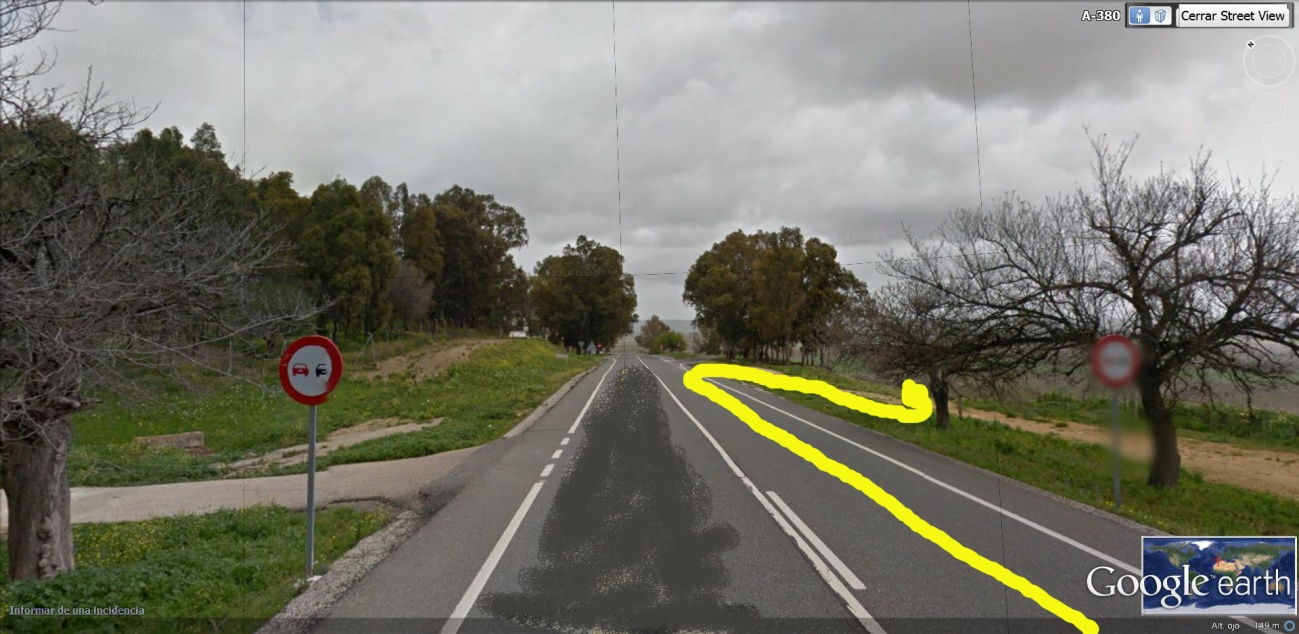 A-380
Cerrar Street View
Google earth
Informar de una incidencia
Alt. ojo 149 m